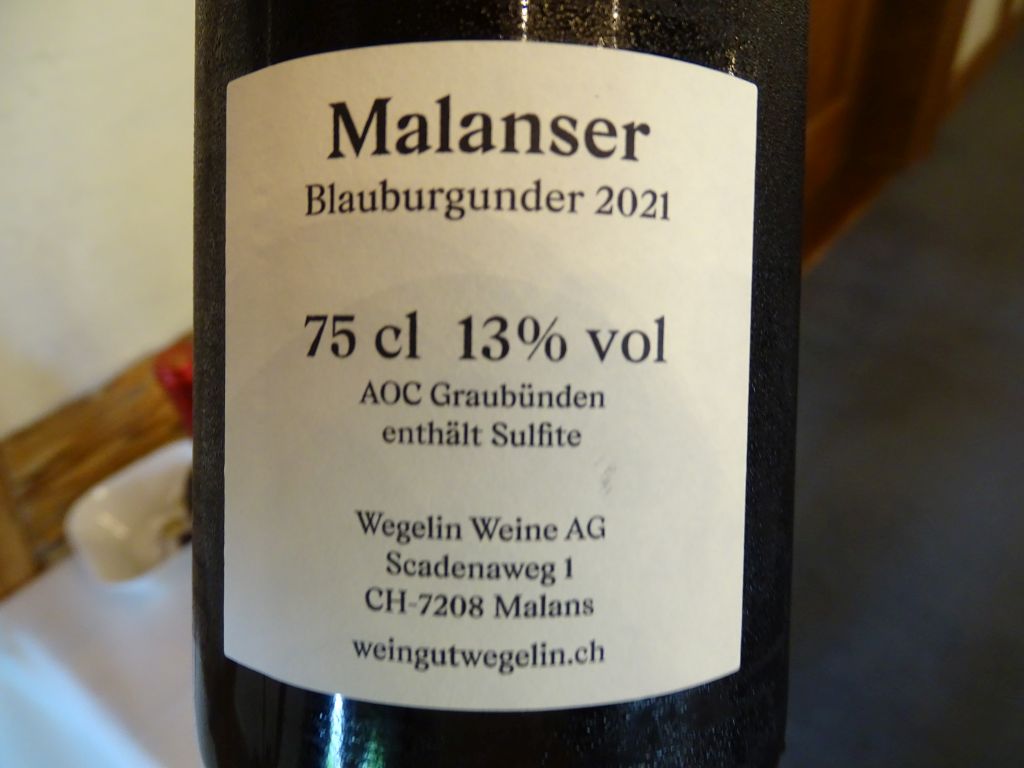 Malanser
Blauburgunder 2021
75 cl 13% vol
AOC Graubünden
enthält Sulfite
Wegelin Weine AG
Scadenaweg 1
CH-7208 Malans
weingutwegelin.ch